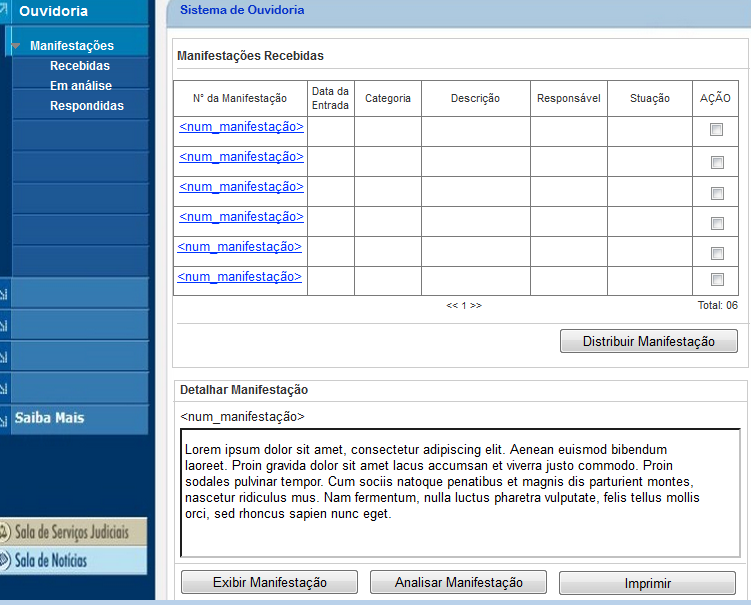 Ouvidoria
Manifestações
Recebidas
Em análise
Respondidas
Saiba Mais
Sala de Serviços Judiciais
Sala de Notícias
Sistema de Ouvidoria
Manifestações Recebidas
N° da Manifestação
Data da
Entrada
Categoria
Descrição
Responsável
Stuação
AÇÃO
<num_manifestação>
<num_manifestação>
<num_manifestação>
<num_manifestação>
<num_manifestação>
<num_manifestação>
<< 1 >>
Total: 06
Distribuir Manifestação
Detalhar Manifestação
<num_manifestação>
Lorem ipsum dolor sit amet, consectetur adipiscing elit. Aenean euismod bibendum
laoreet. Proin gravida dolor sit amet lacus accumsan et viverra justo commodo. Proin
sodales pulvinar tempor. Cum sociis natoque penatibus et magnis dis parturient montes,
nascetur ridiculus mus. Nam fermentum, nulla luctus pharetra vulputate, felis tellus mollis
orci, sed rhoncus sapien nunc eget.
Exibir Manifestação
Analisar Manifestação
Imprimir